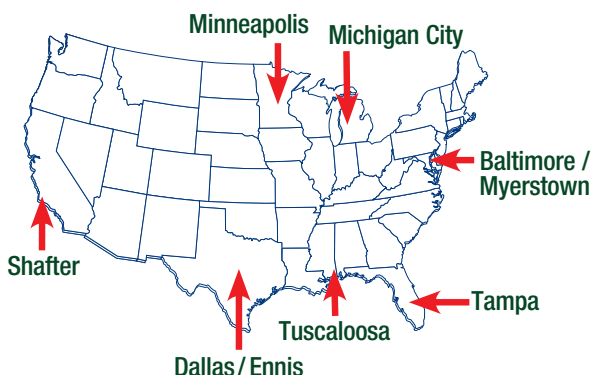 Minneapolis
Michigan City
Baltimore /
Myerstown
Shafter
Tampa
Tuscaloosa
Dallas / Ennis